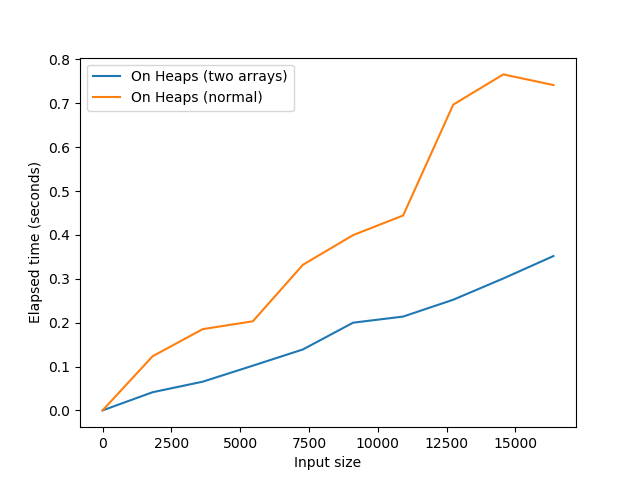 On Heaps (two arrays)
On Heaps (normal)
0.8
0.7
0.6
0.5
0.4
0.3
0.2
0.1
0.0
Elapsed time (seconds)
0 2500 5000 7500 10000 12500 15000
Input size